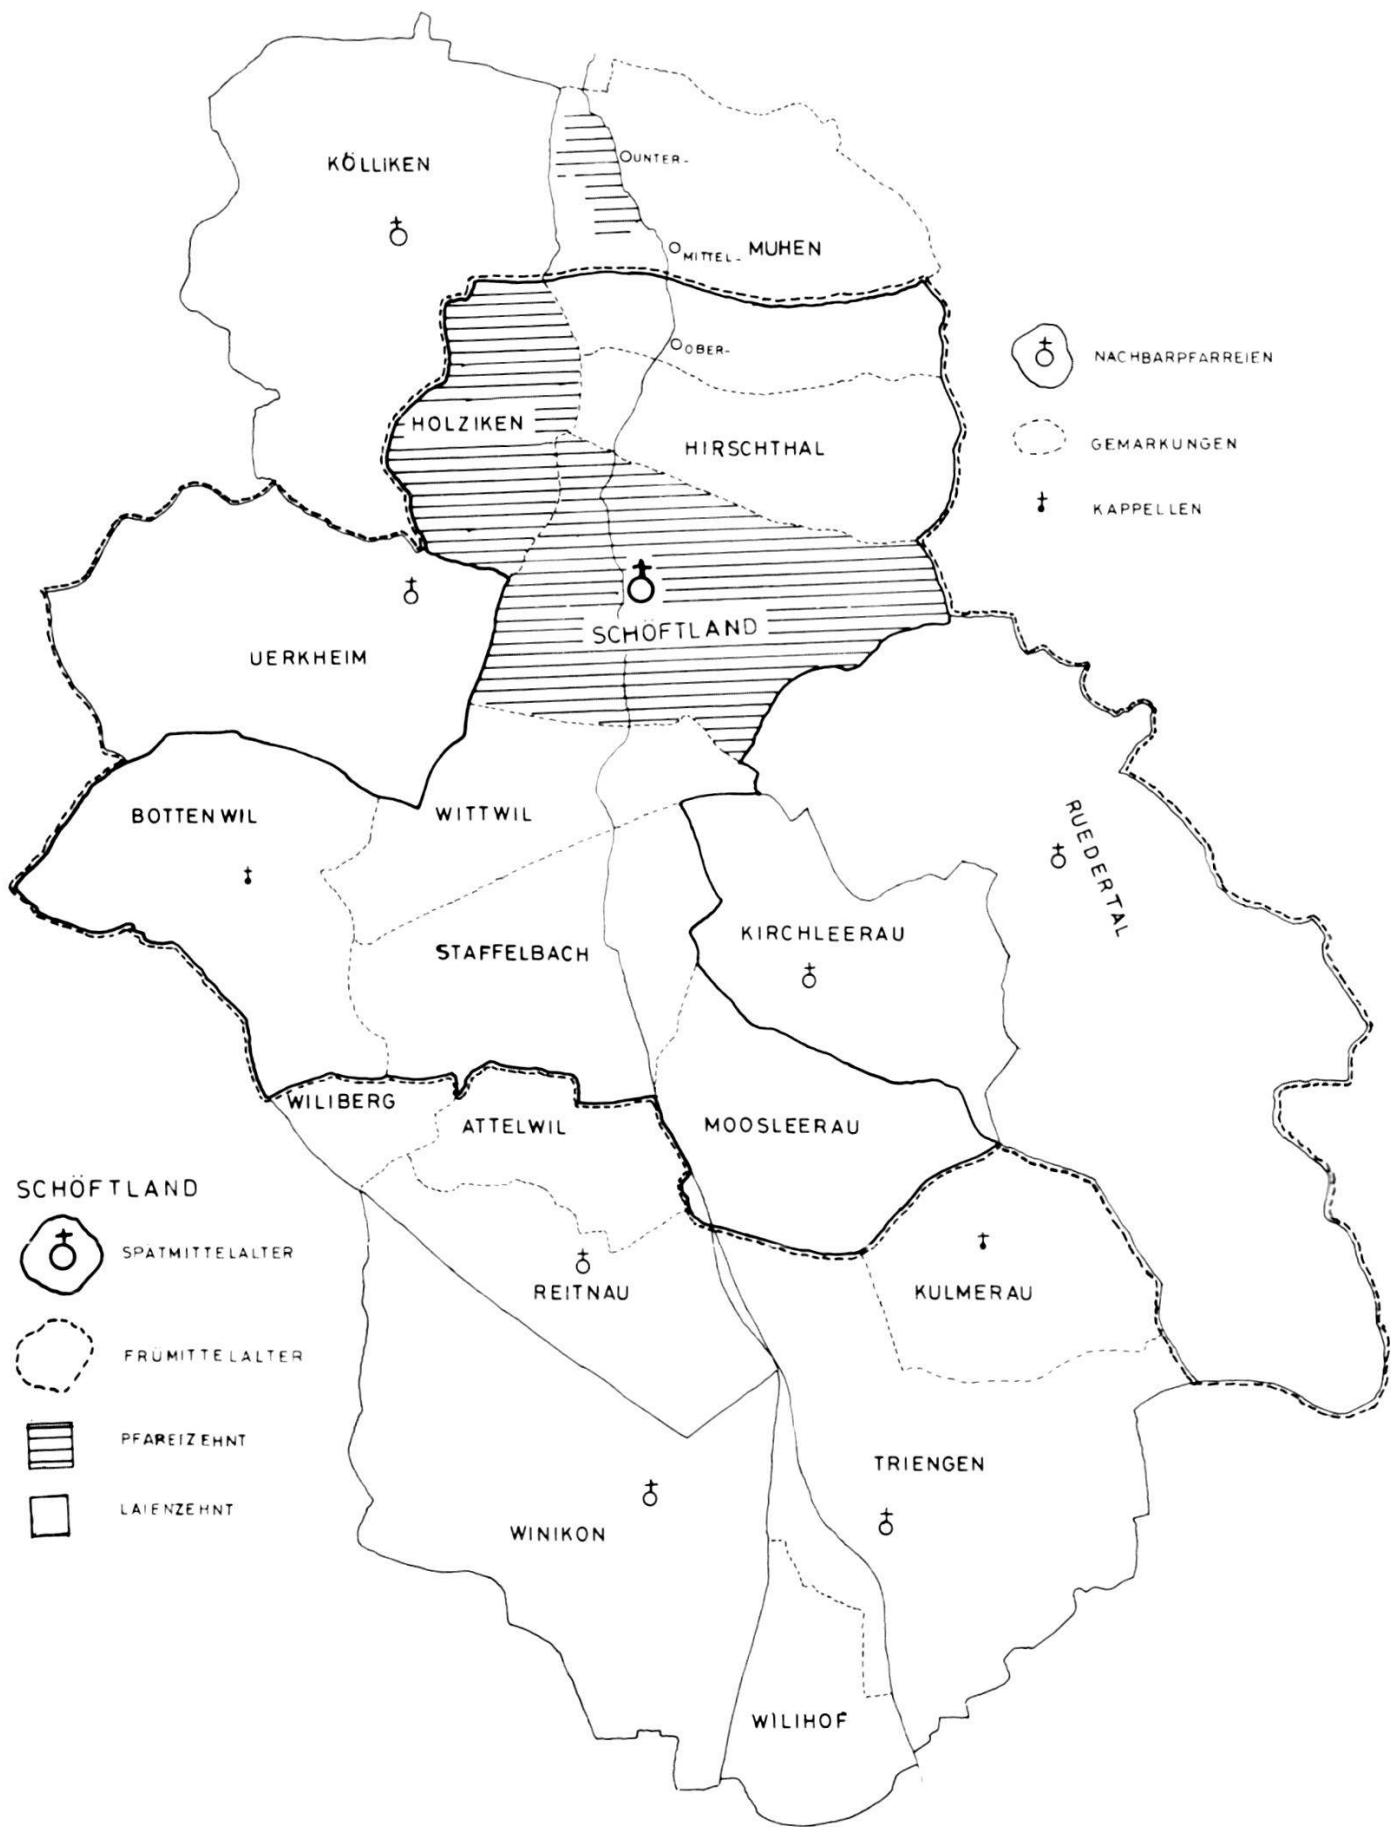 KÖLLIKEN
UNTER-
MITTEL- MUHEN
OBER-
NACHBARPFARREIEN
HOLZIKEN
HIRSCHTHAL
GEMARKUNGEN
KAPPELLEN
SCHÖFTLAND
UERKHEIM
BOTTENWIL
WITTWIL
RUEDERTAL
KIRCHLEERAU
STAFFELBACH
WILIBERG
ATTELWIL
MOOSLEERAU
SCHÖFTLAND
SPÄTMITTELALTER
REITNAU
KULMERAU
FRÜMITTELALTER
PFAREIZEHNT
TRIENGEN
LAIENZEHNT
WINIKON
WILIHOF